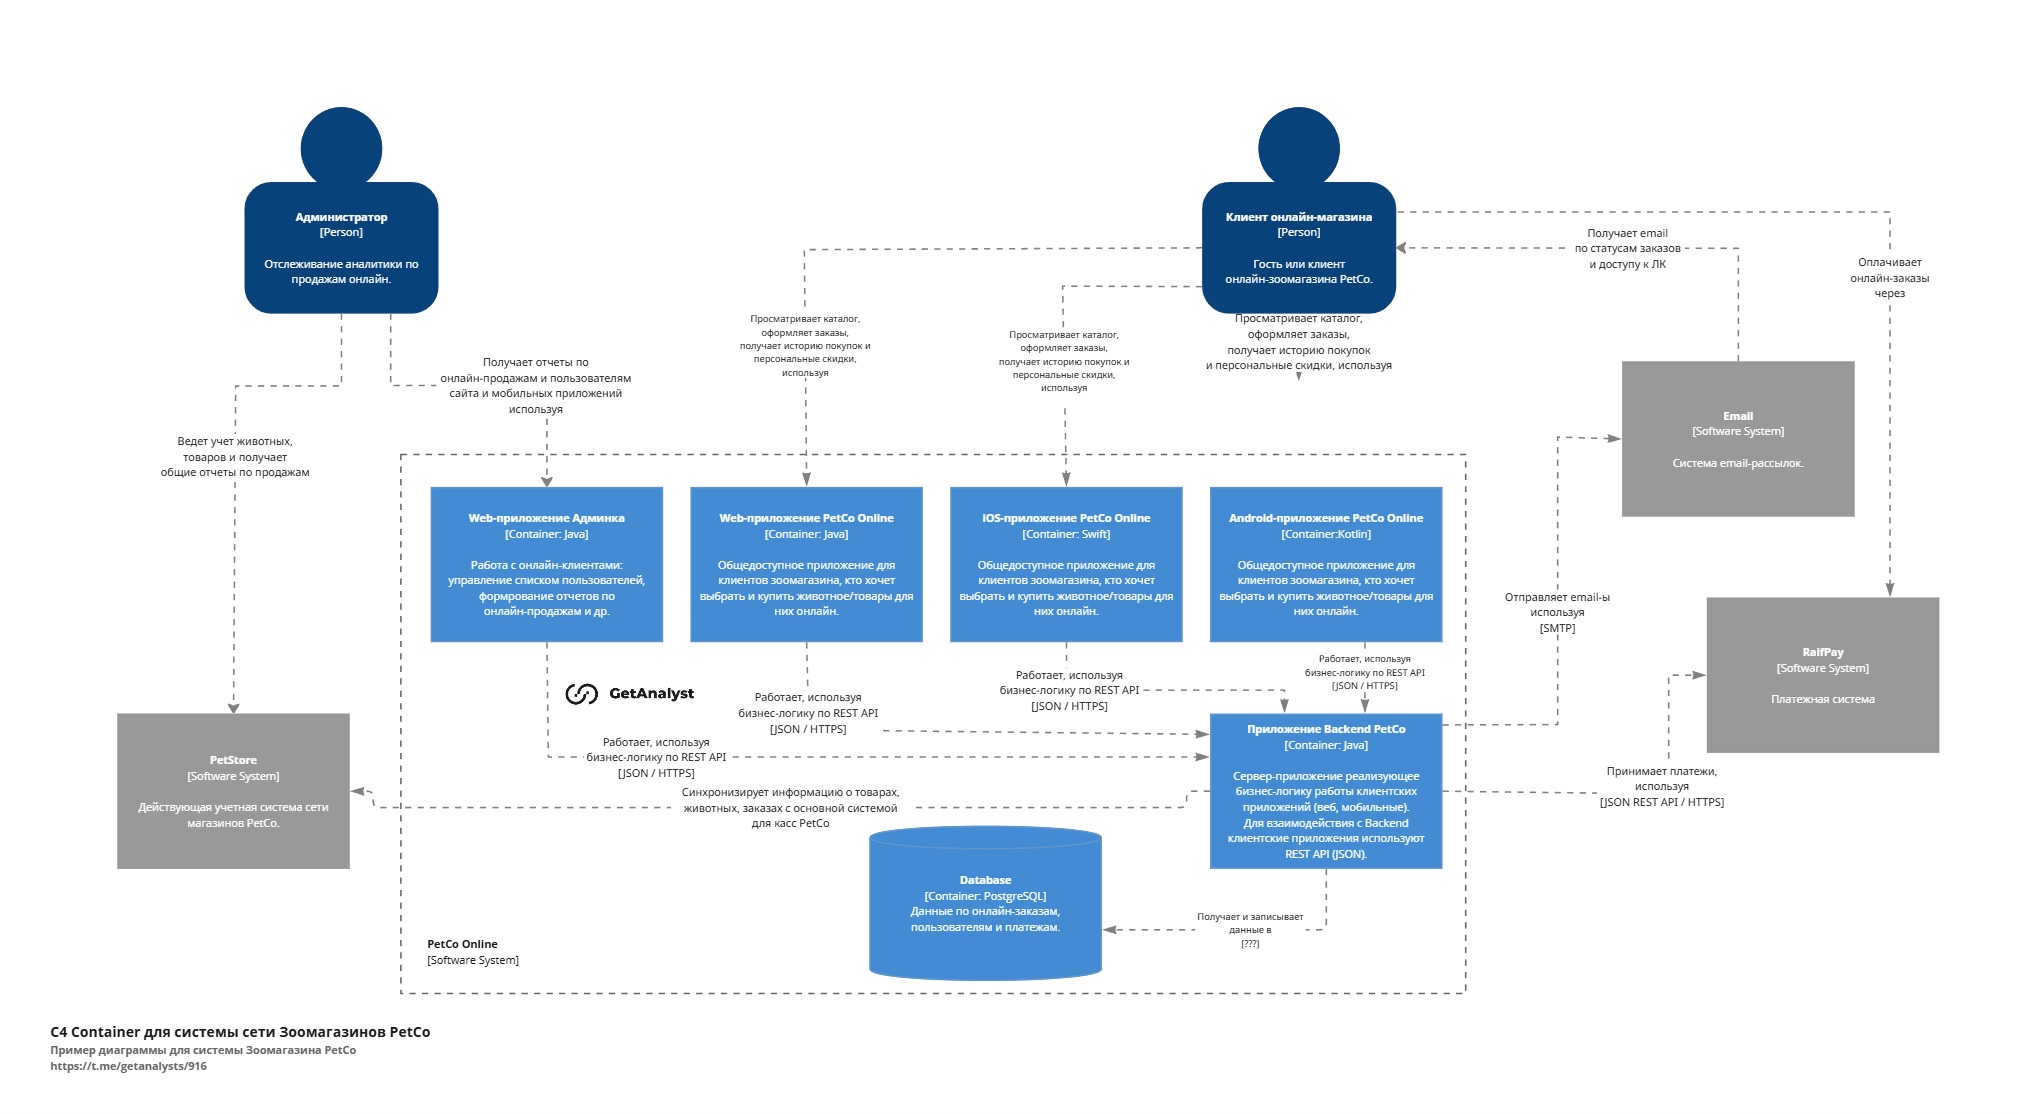 Администратор
[Person]
Отслеживание аналитики по
продажам онлайн.
Клиент онлайн-магазина
[Person]
Гость или клиент
онлайн-зоомагазина PetCo.
Получает email
по статусам заказов
и доступу к ЛК
Оплачивает
онлайн-заказы
через
Просматривает каталог,
оформляет заказы,
получает историю покупок и
персональные скидки,
используя
Просматривает каталог,
оформляет заказы,
получает историю покупок и
персональные скидки,
используя
Просматривает каталог,
оформляет заказы,
получает историю покупок
и персональные скидки, используя
Получает отчеты по
онлайн-продажам и пользователям
сайта и мобильных приложений
используя
Ведет учет животных,
товаров и получает
общие отчеты по продажам
Email
[Software System]
Система email-рассылок.
Web-приложение Админка
[Container: Java]
Работа с онлайн-клиентами:
управление списком пользователей,
формирование отчетов по
онлайн-продажам и др.
Web-приложение PetCo Online
[Container: Java]
Общедоступное приложение для
клиентов зоомагазина, кто хочет
выбрать и купить животное/товары для
них онлайн.
iOS-приложение PetCo Online
[Container: Swift]
Общедоступное приложение для
клиентов зоомагазина, кто хочет
выбрать и купить животное/товары для
них онлайн.
Android-приложение PetCo Online
[Container:Kotlin]
Общедоступное приложение для
клиентов зоомагазина, кто хочет
выбрать и купить животное/товары для
них онлайн.
Отправляет email-ы
используя
[SMTP]
RaifPay
[Software System]
Платежная система
GetAnalyst
Работает, используя
бизнес-логику по REST API
[JSON / HTTPS]
Работает, используя
бизнес-логику по REST API
[JSON / HTTPS]
Работает, используя
бизнес-логику по REST API
[JSON / HTTPS]
Работает, используя
бизнес-логику по REST API
[JSON / HTTPS]
PetStore
[Software System]
Действующая учетная система сети
магазинов PetCo.
Синхронизирует информацию о товарах,
животных, заказах с основной системой
для касс PetCo
Приложение Backend PetCo
[Container: Java]
Сервер-приложение реализующее
бизнес-логику работы клиентских
приложений (веб, мобильные).
Для взаимодействия с Backend
клиентские приложения используют
REST API (JSON).
Принимает платежи,
используя
[JSON REST API / HTTPS]
Database
[Container: PostgreSQL]
Данные по онлайн-заказам,
пользователям и платежам.
Получает и записывает
данные в
[???]
PetCo Online
[Software System]
C4 Container для системы сети Зоомагазинов PetCo
Пример диаграммы для системы Зоомагазина PetCo
https://t.me/getanalysts/916